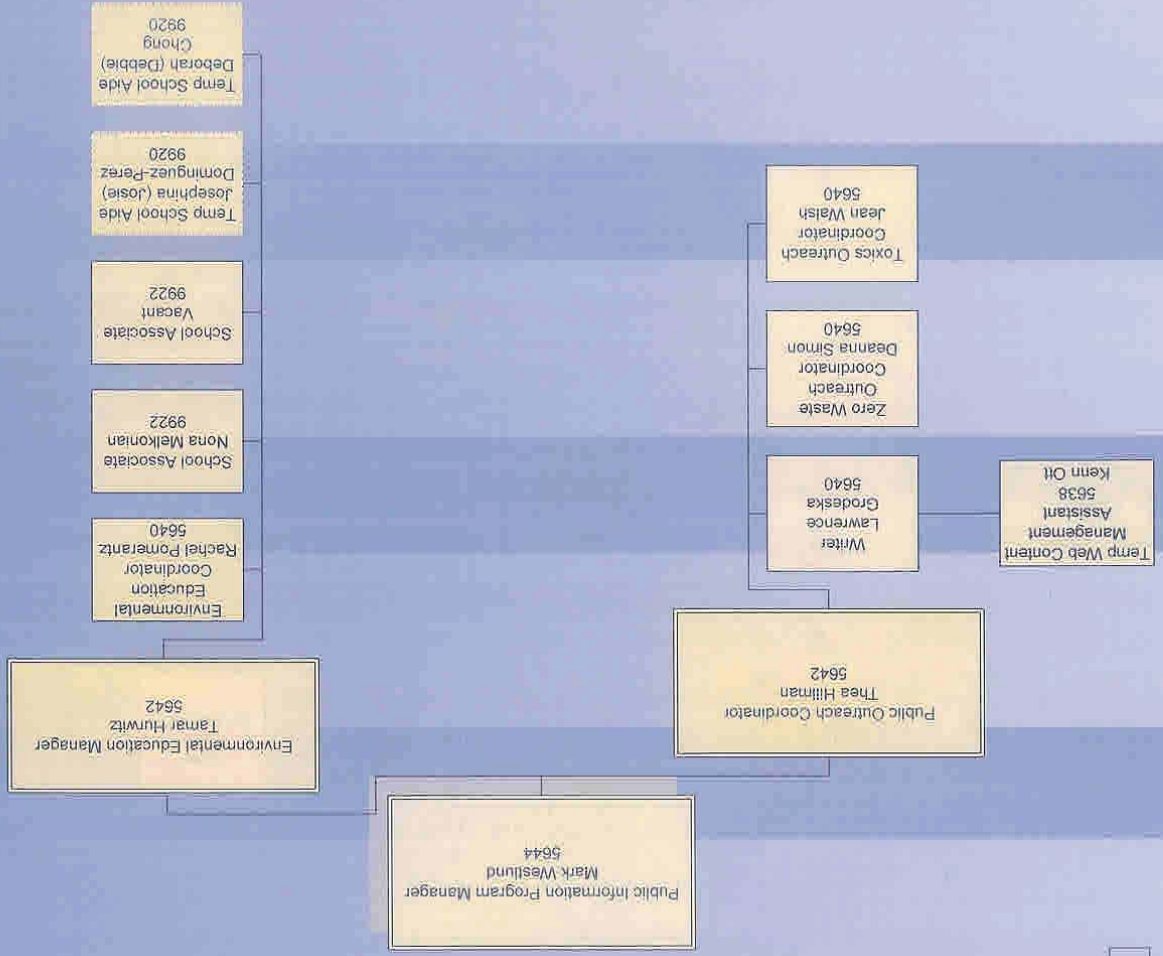 Public Information Program Manager
Mark Westlund
5644
Public Outreach Coordinator
Thea Hillman
5642
Temp Web Content
Management
Assistant
5638
Kenn Ott
Writer
Lawrence
Grodeska
5640
Zero Waste
Outreach
Coordinator
Deanna Simon
5640
Toxics Outreach
Coordinator
Jean Walsh
5640
Environmental Education Manager
Tamar Hurwitz
5642
Environmental
Education
Coordinator
Rachel Pomerantz
5640
School Associate
Nona Melkonian
9922
School Associate
Vacant
9922
Temp School Aide
Josephina (Josie)
Dominguez-Perez
9920
Temp School Aide
Deborah (Debbie)
Chong
9920